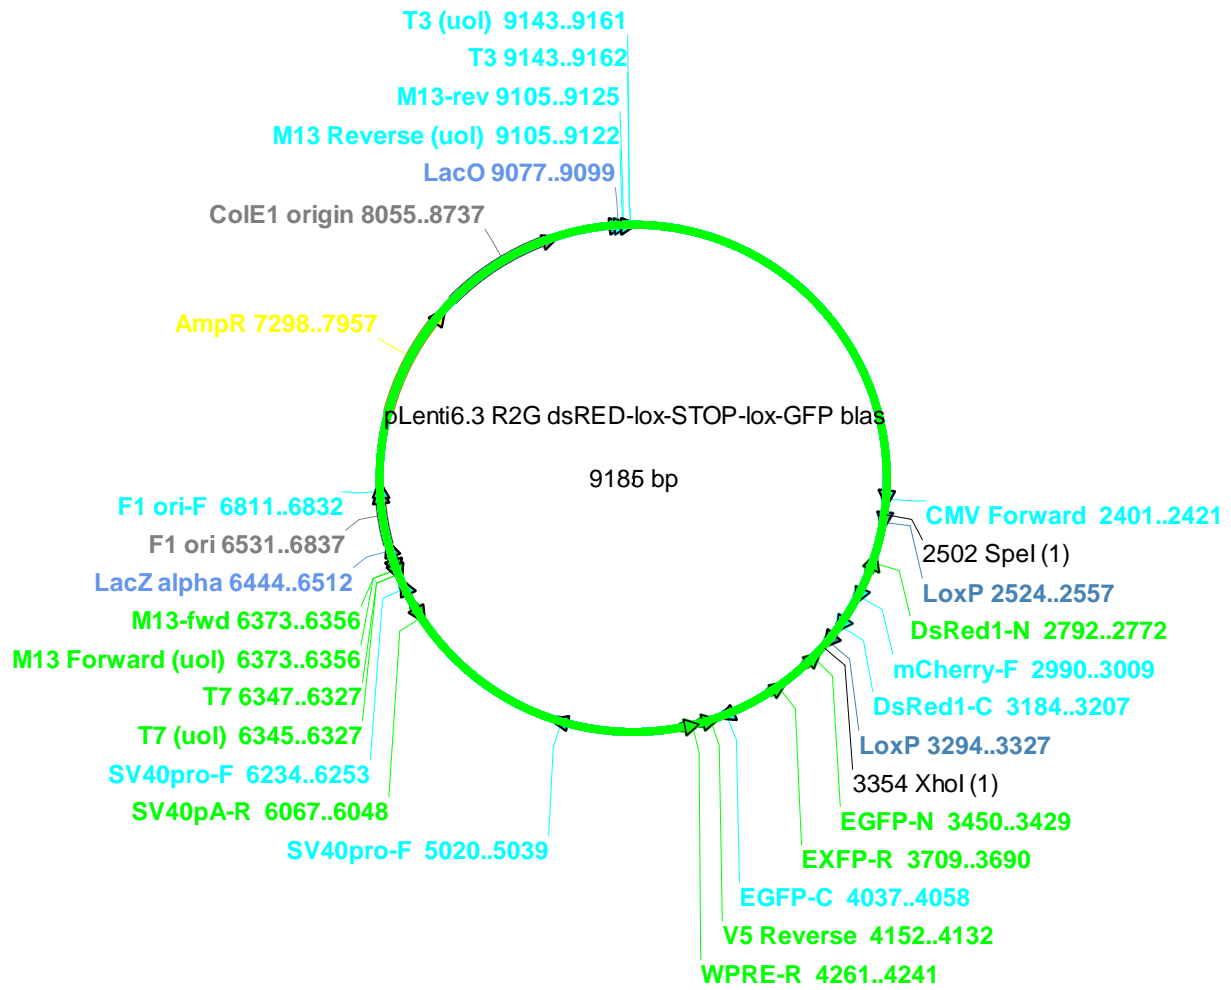 T3 (uol) 9143..9161
T3 9143..9162
M13-rev 9105..9125
M13 Reverse (uol) 9105..9122
LacO 9077..9099
ColE1 origin 8055..8737
AmpR 7298..7957
pLenti6.3 R2G dsRED-lox-STOP-lox-GFP blas
9185 bp
F1 ori-F 6811..6832
F1 ori 6531..6837
LacZ alpha 6444..6512
M13-fwd 6373..6356
M13 Forward (uol) 6373..6356
T7 6347..6327
T7 (uol) 6345..6327
SV40pro-F 6234..6253
SV40pA-R 6067..6048
SV40pro-F 5020..5039
CMV Forward 2401..2421
2502 SpeI (1)
LoxP 2524..2557
DsRed1-N 2792..2772
mCherry-F 2990..3009
DsRed1-C 3184..3207
LoxP 3294..3327
3354 XhoI (1)
EGFP-N 3450..3429
EXFP-R 3709..3690
EGFP-C 4037..4058
V5 Reverse 4152..4132
WPRE-R 4261..4241